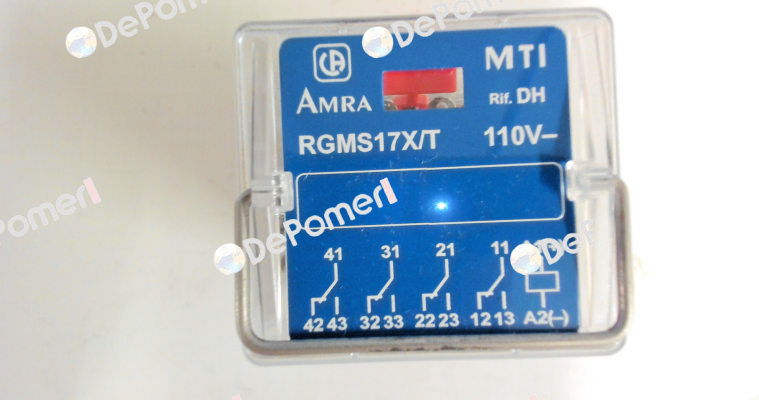 DePomerl
DePomerl
MTI
AMRA
Rif. DH
RGMS17X/T
110V–
DePomerl
DePomerl
DePomerl
41 31 21 11
42 43 32 33 22 23 12 13 A2(–)